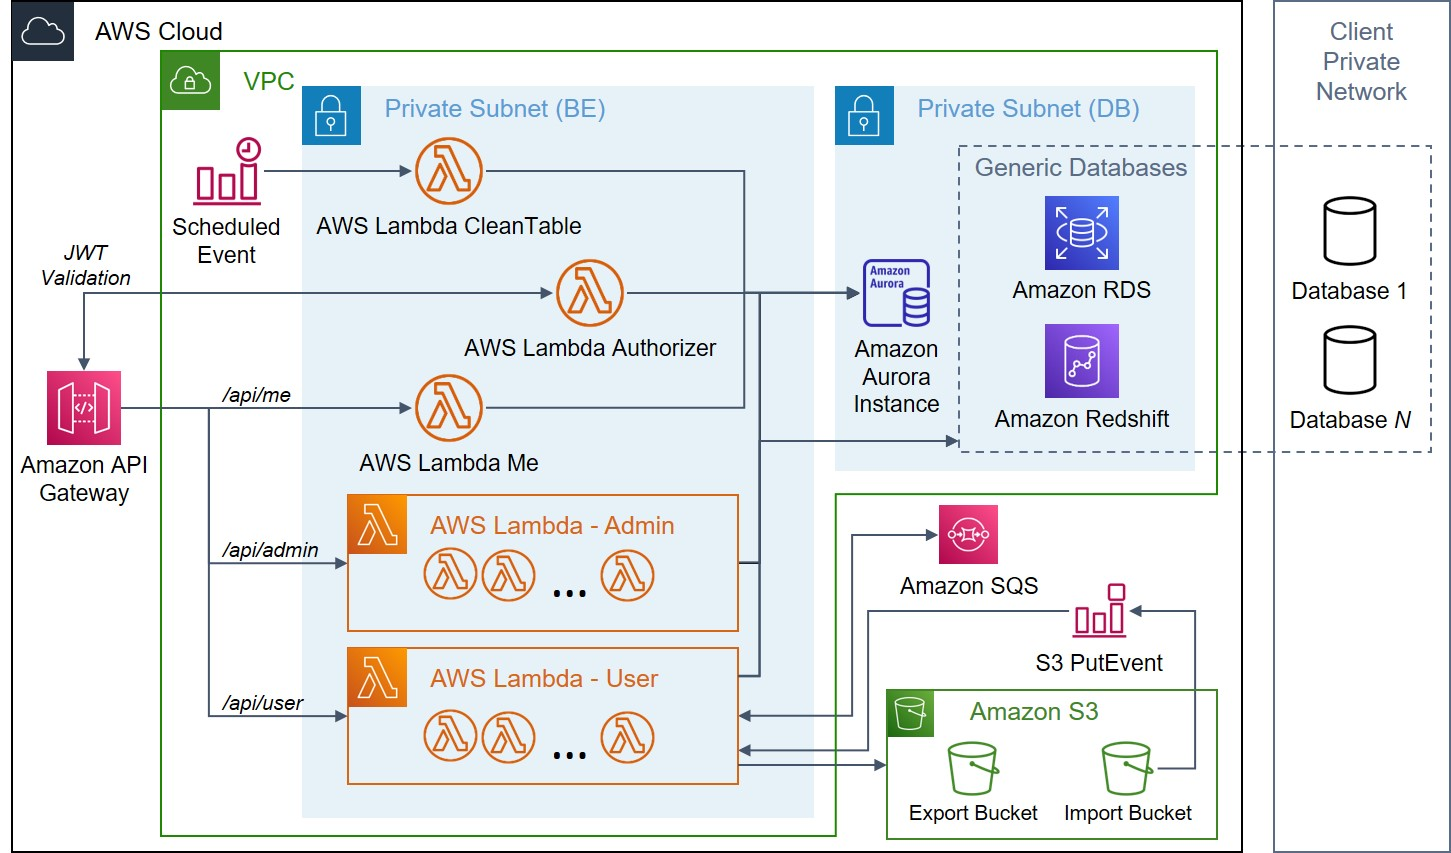 AWS Cloud
Client
Private
Network
VPC
Private Subnet (BE)
Private Subnet (DB)
Generic Databases
Scheduled
Event
AWS Lambda CleanTable
JWT
Validation
Amazon
Aurora
Amazon RDS
Database 1
AWS Lambda Authorizer
Amazon
Aurora
Instance
/api/me
Amazon Redshift
Database N
Amazon API
Gateway
AWS Lambda Me
AWS Lambda - Admin
/api/admin
...
Amazon SQS
S3 PutEvent
AWS Lambda - User
/api/user
...
Amazon S3
Export Bucket
Import Bucket